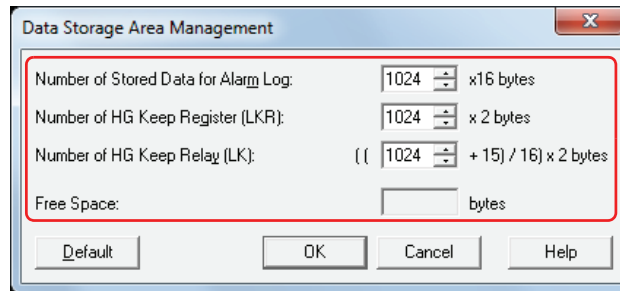 Data Storage Area Management
Number of Stored Data for Alarm Log: 1024 x16 bytes
Number of HG Keep Register (LKR): 1024 x 2 bytes
Number of HG Keep Relay (LK): (( 1024 + 15) / 16) x 2 bytes
Free Space: bytes
Default OK Cancel Help